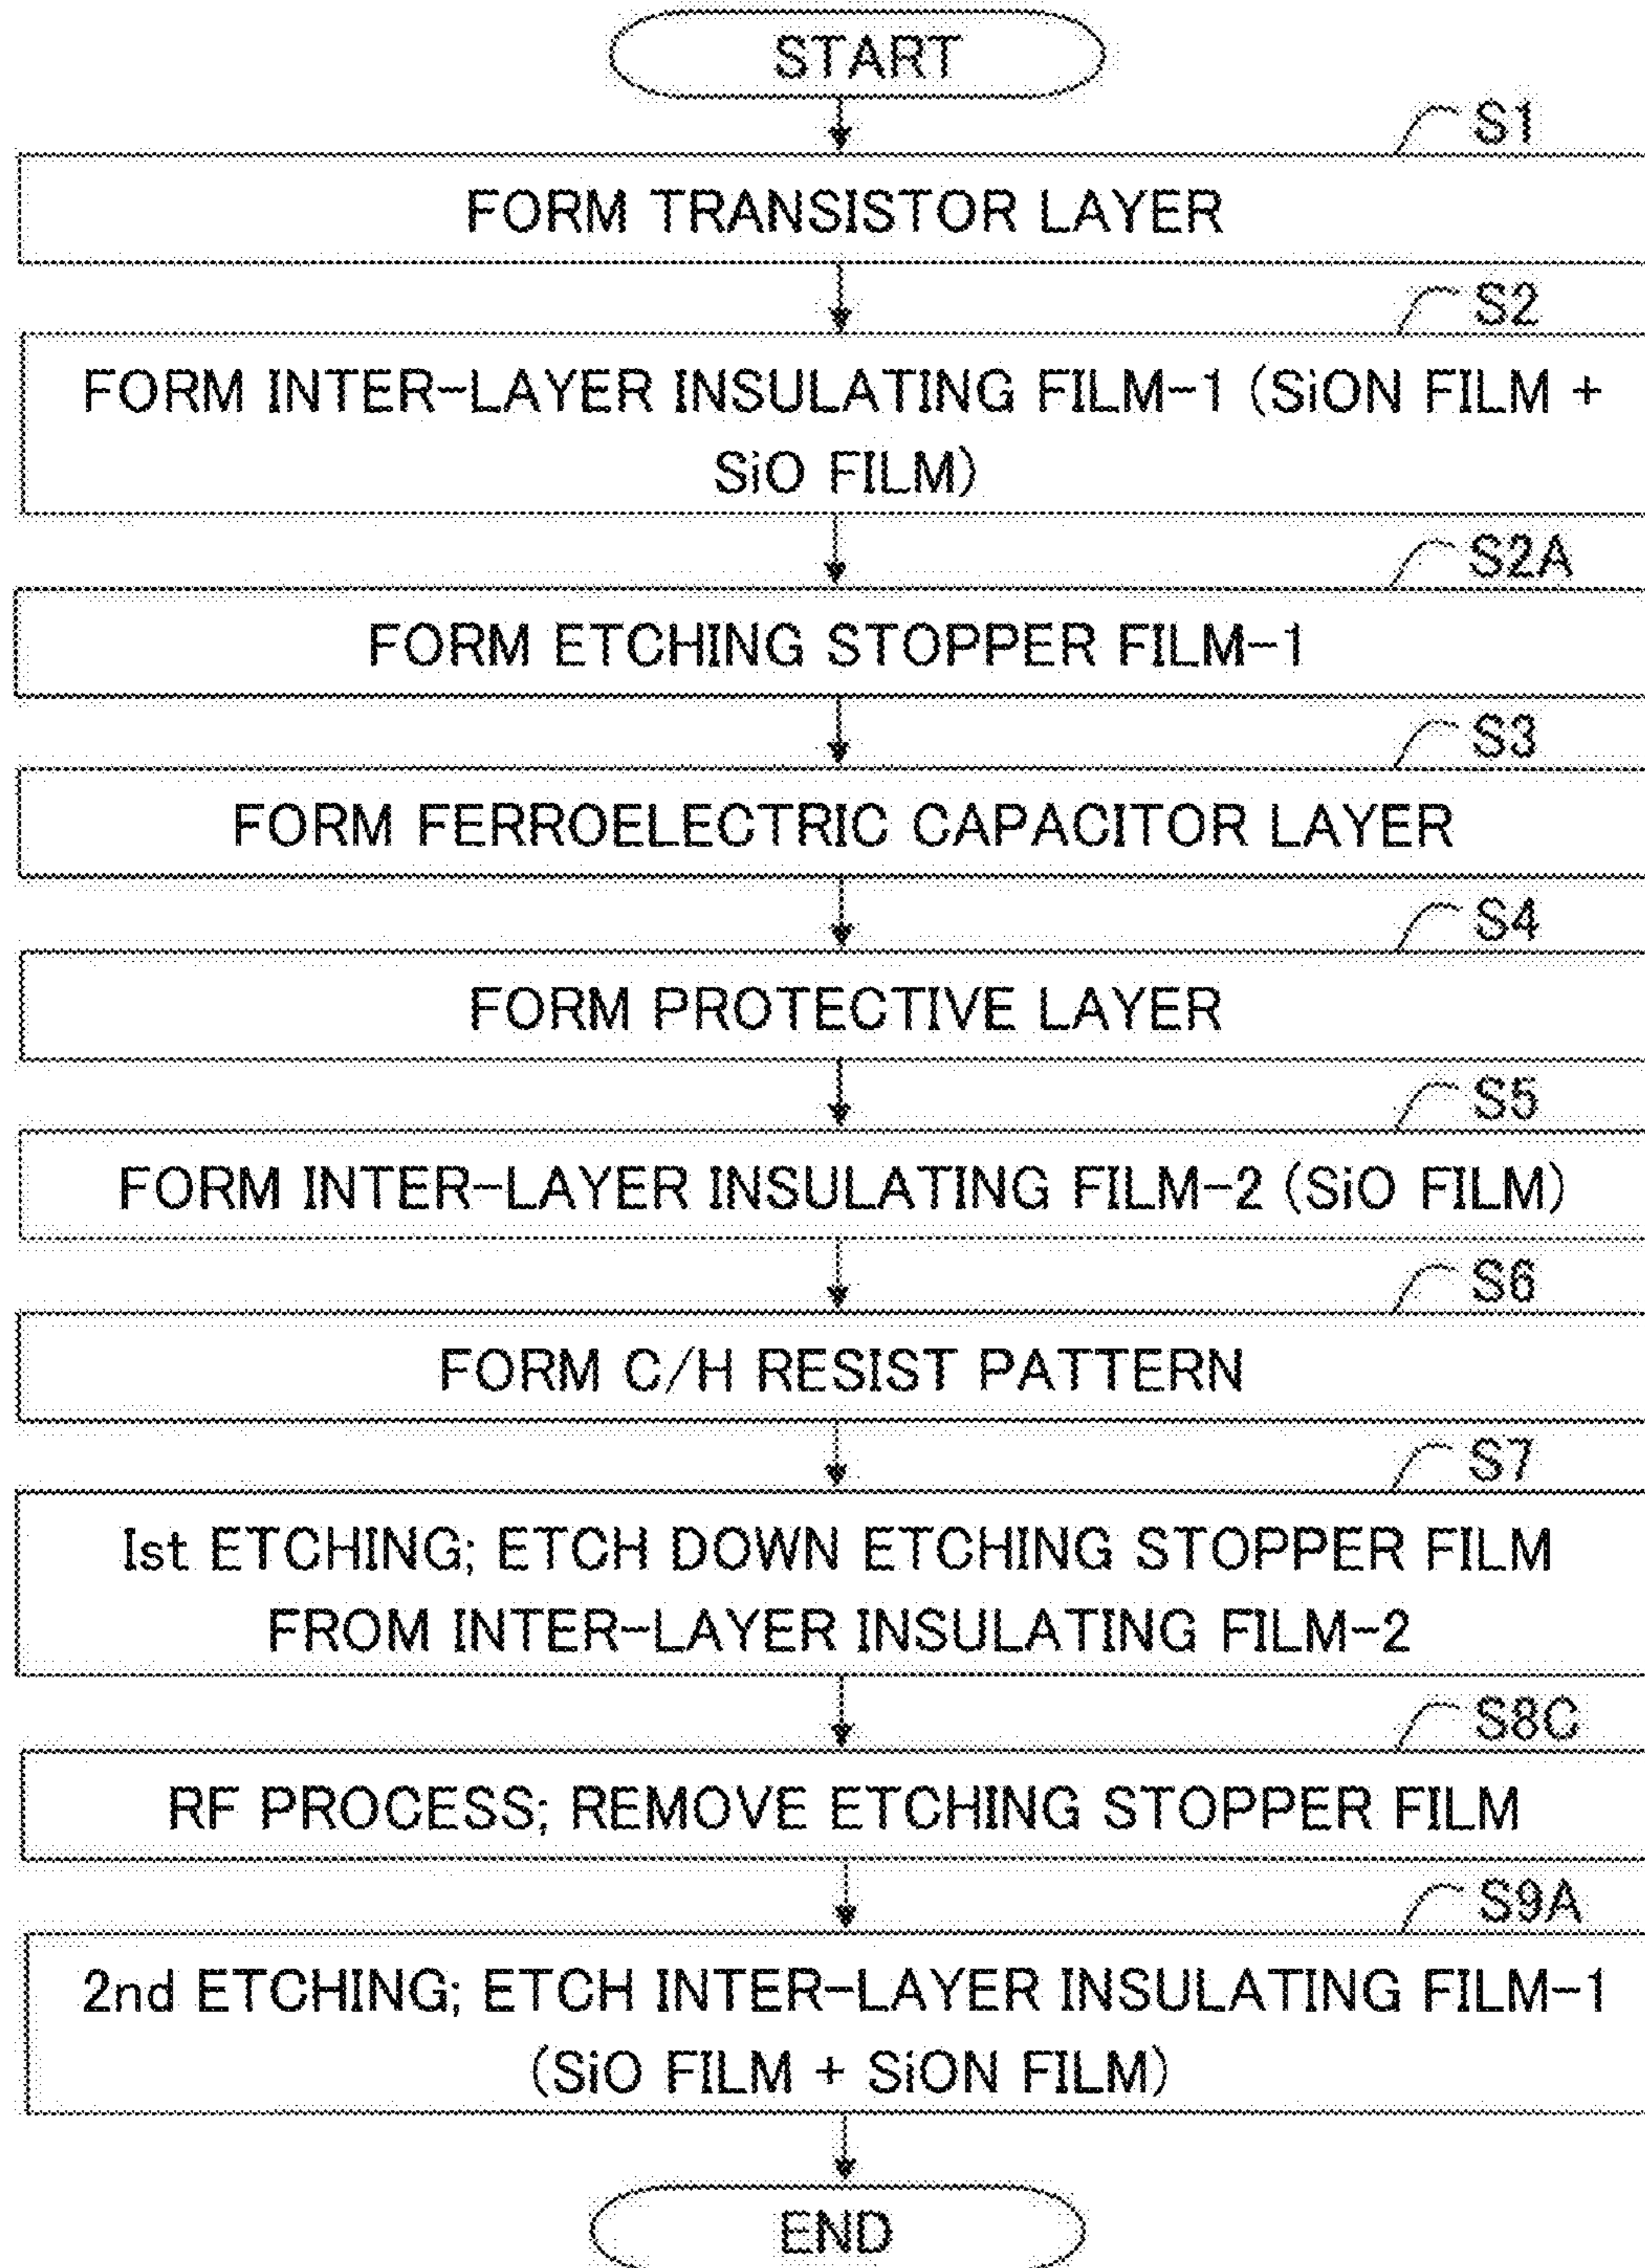 START
S1
FORM TRANSISTOR LAYER
S2
FORM INTER-LAYER INSULATING FILM-1 (SiON FILM +
SiO FILM)
S2A
FORM ETCHING STOPPER FILM-1
S3
FORM FERROELECTRIC CAPACITOR LAYER
S4
FORM PROTECTIVE LAYER
S5
FORM INTER-LAYER INSULATING FILM-2 (SiO FILM)
S6
FORM C/H RESIST PATTERN
S7
Ist ETCHING; ETCH DOWN ETCHING STOPPER FILM
FROM INTER-LAYER INSULATING FILM-2
S8C
RF PROCESS; REMOVE ETCHING STOPPER FILM
S9A
2nd ETCHING; ETCH INTER-LAYER INSULATING FILM-1
(SiO FILM + SiON FILM)
END